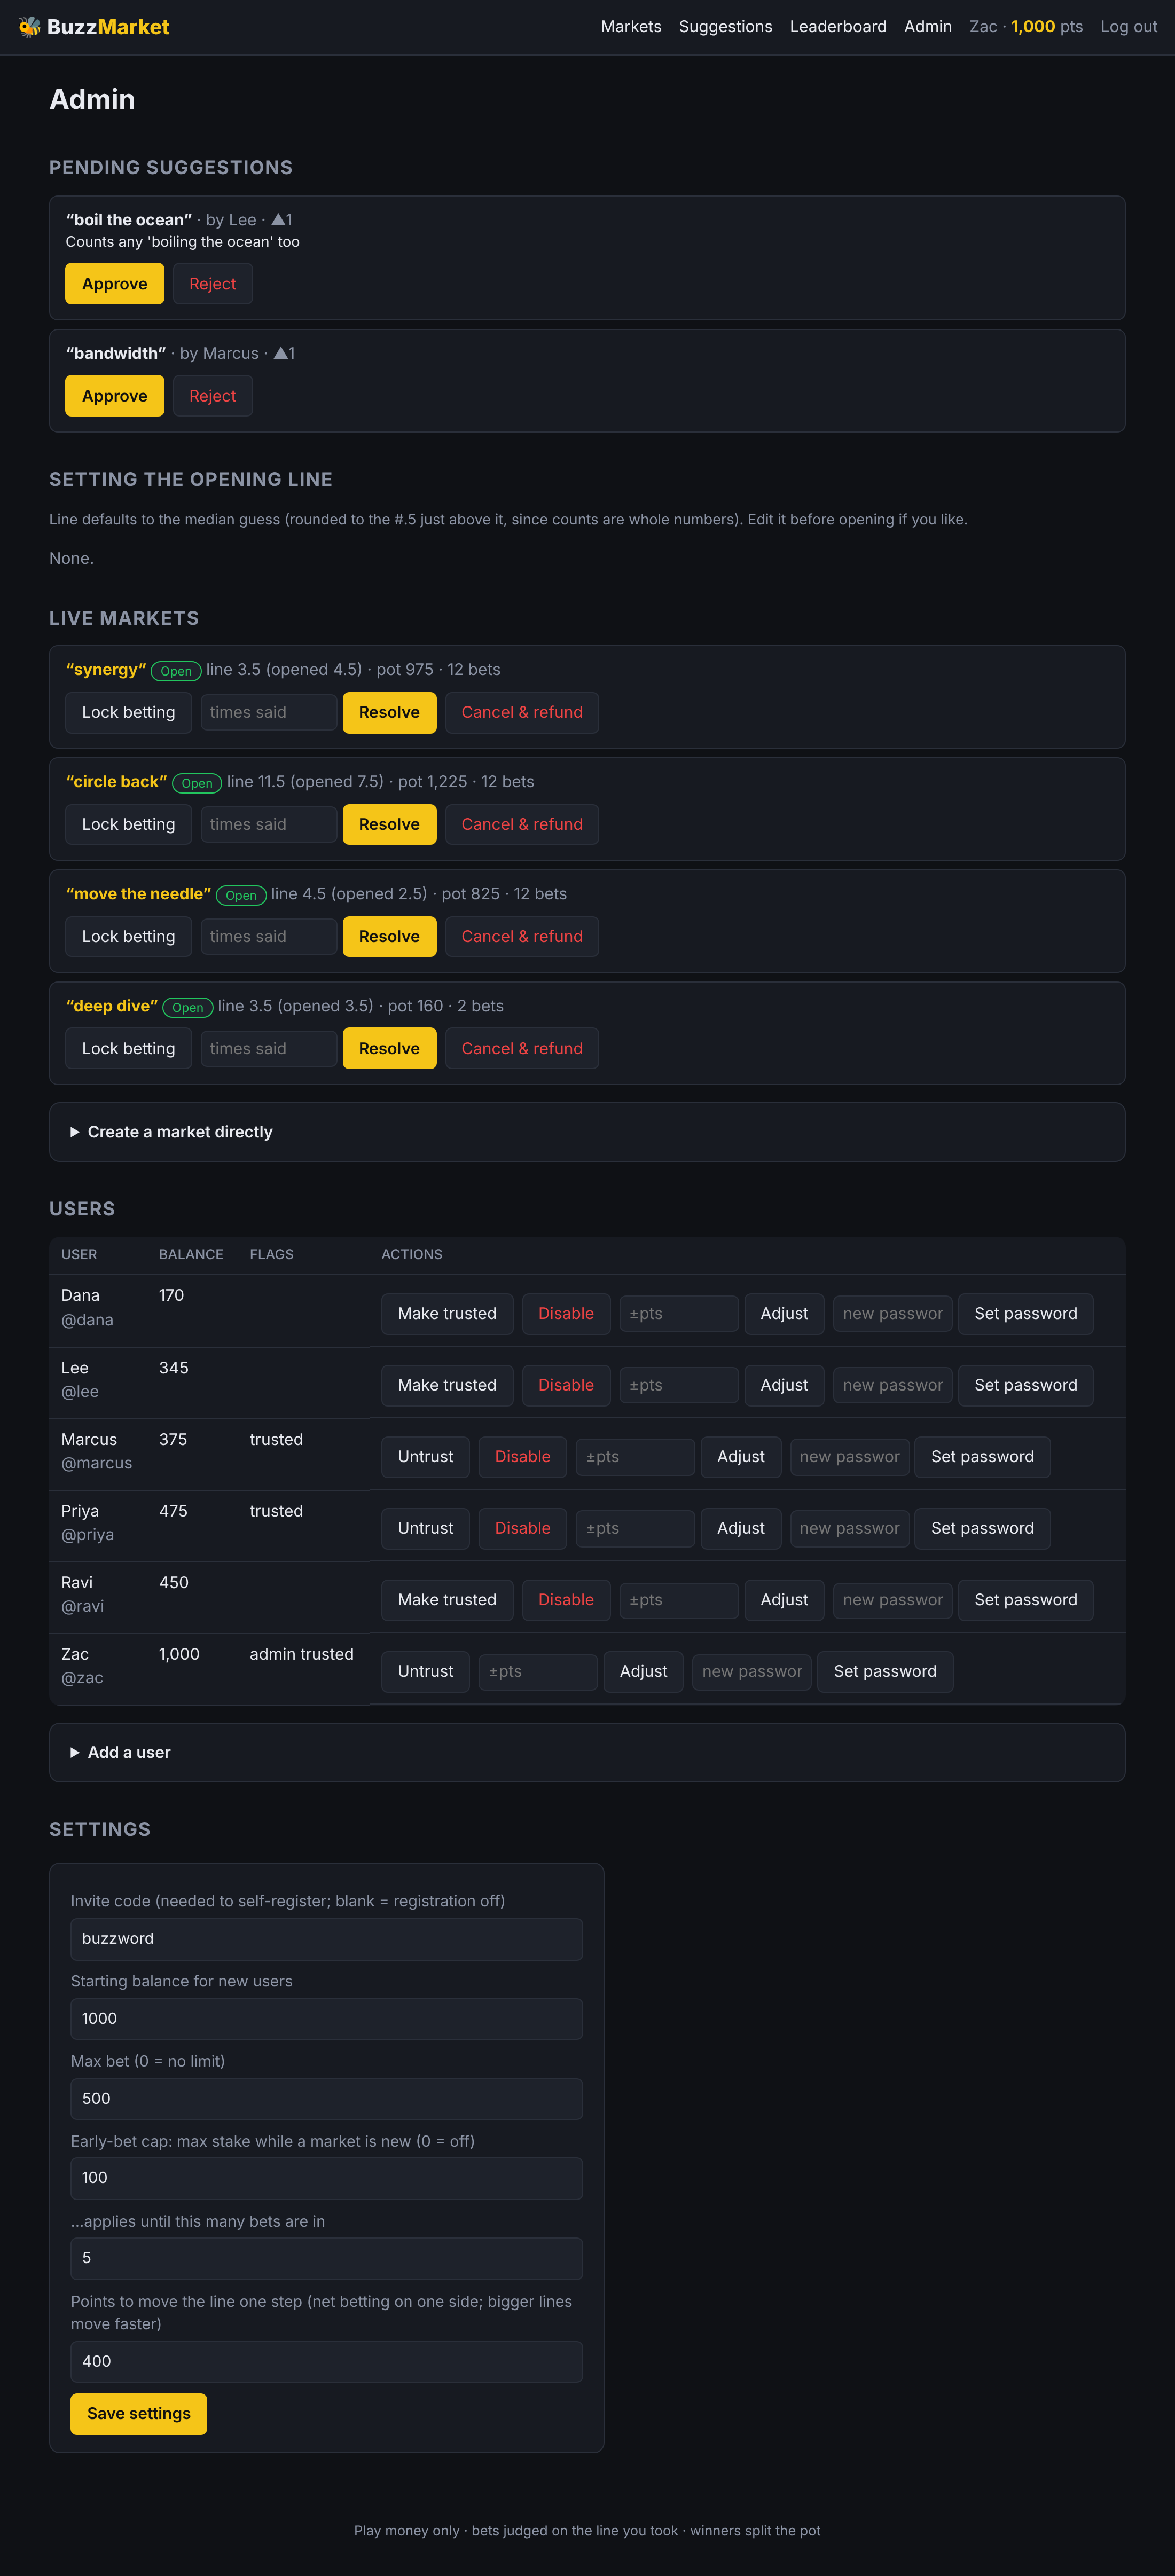 BuzzMarket
Markets Suggestions Leaderboard Admin Zac · 1,000 pts Log out
Admin
PENDING SUGGESTIONS
“boil the ocean” · by Lee · ▲1
Counts any 'boiling the ocean' too
Approve Reject
“bandwidth” · by Marcus · ▲1
Approve Reject
SETTING THE OPENING LINE
Line defaults to the median guess (rounded to the #.5 just above it, since counts are whole numbers). Edit it before opening if you like.
None.
LIVE MARKETS
“synergy” Open line 3.5 (opened 4.5) · pot 975 · 12 bets
Lock betting times said Resolve Cancel & refund
“circle back” Open line 11.5 (opened 7.5) · pot 1,225 · 12 bets
Lock betting times said Resolve Cancel & refund
“move the needle” Open line 4.5 (opened 2.5) · pot 825 · 12 bets
Lock betting times said Resolve Cancel & refund
“deep dive” Open line 3.5 (opened 3.5) · pot 160 · 2 bets
Lock betting times said Resolve Cancel & refund
▶ Create a market directly
USERS
USER BALANCE FLAGS ACTIONS
Dana 170
@dana
Make trusted Disable ±pts Adjust new passwor Set password
Lee 345
@lee
Make trusted Disable ±pts Adjust new passwor Set password
Marcus 375 trusted
@marcus
Untrust Disable ±pts Adjust new passwor Set password
Priya 475 trusted
@priya
Untrust Disable ±pts Adjust new passwor Set password
Ravi 450
@ravi
Make trusted Disable ±pts Adjust new passwor Set password
Zac 1,000 admin trusted
@zac
Untrust ±pts Adjust new passwor Set password
▶ Add a user
SETTINGS
Invite code (needed to self-register; blank = registration off)
buzzword
Starting balance for new users
1000
Max bet (0 = no limit)
500
Early-bet cap: max stake while a market is new (0 = off)
100
…applies until this many bets are in
5
Points to move the line one step (net betting on one side; bigger lines
move faster)
400
Save settings
Play money only · bets judged on the line you took · winners split the pot